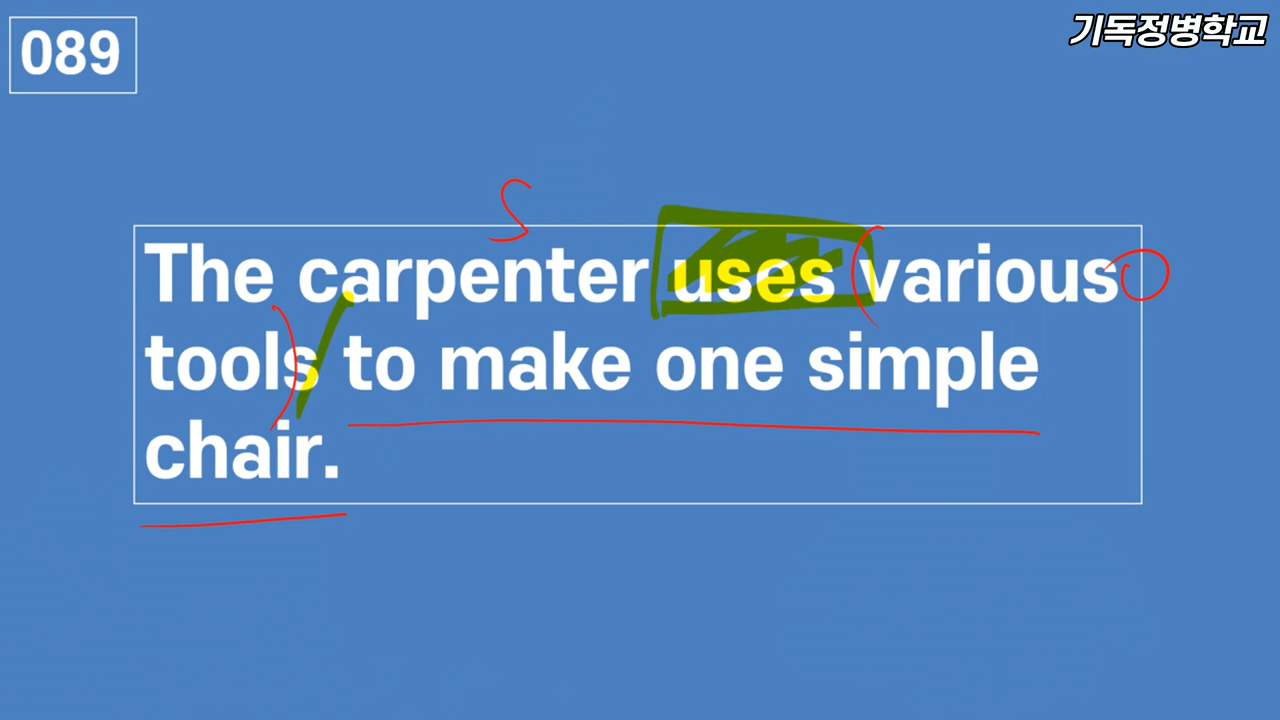 089
기독정병학교
S
The carpenter uses various O
tools to make one simple
chair.